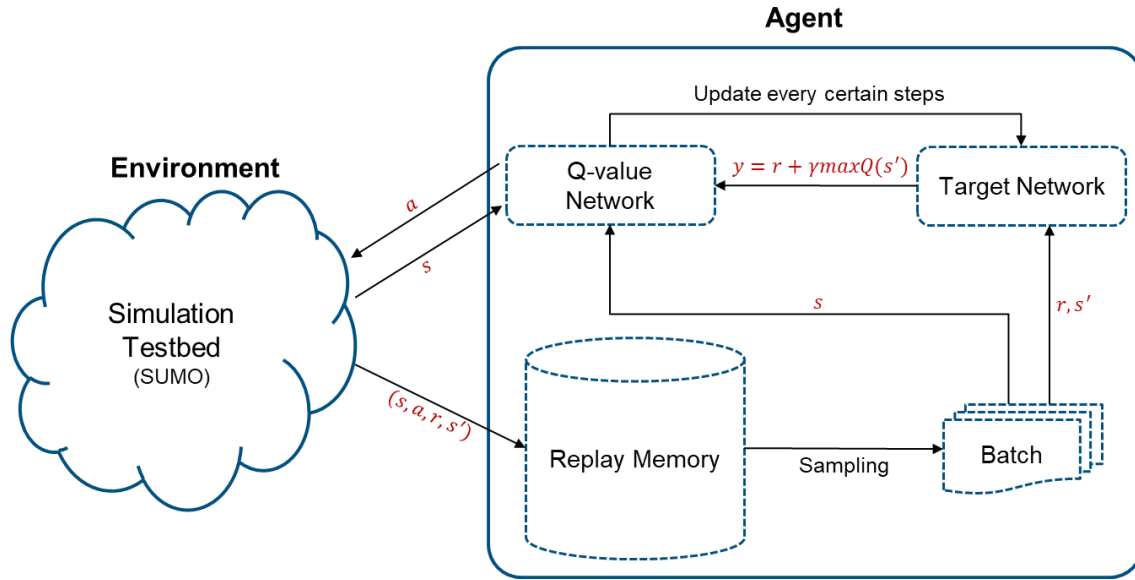 Agent
Update every certain steps
Environment
Q-value
Network
y = r + γmaxQ(s′)
Target Network
a
s
Simulation
Testbed
(SUMO)
s
r, s′
(s, a, r, s′)
Replay Memory
Sampling
Batch